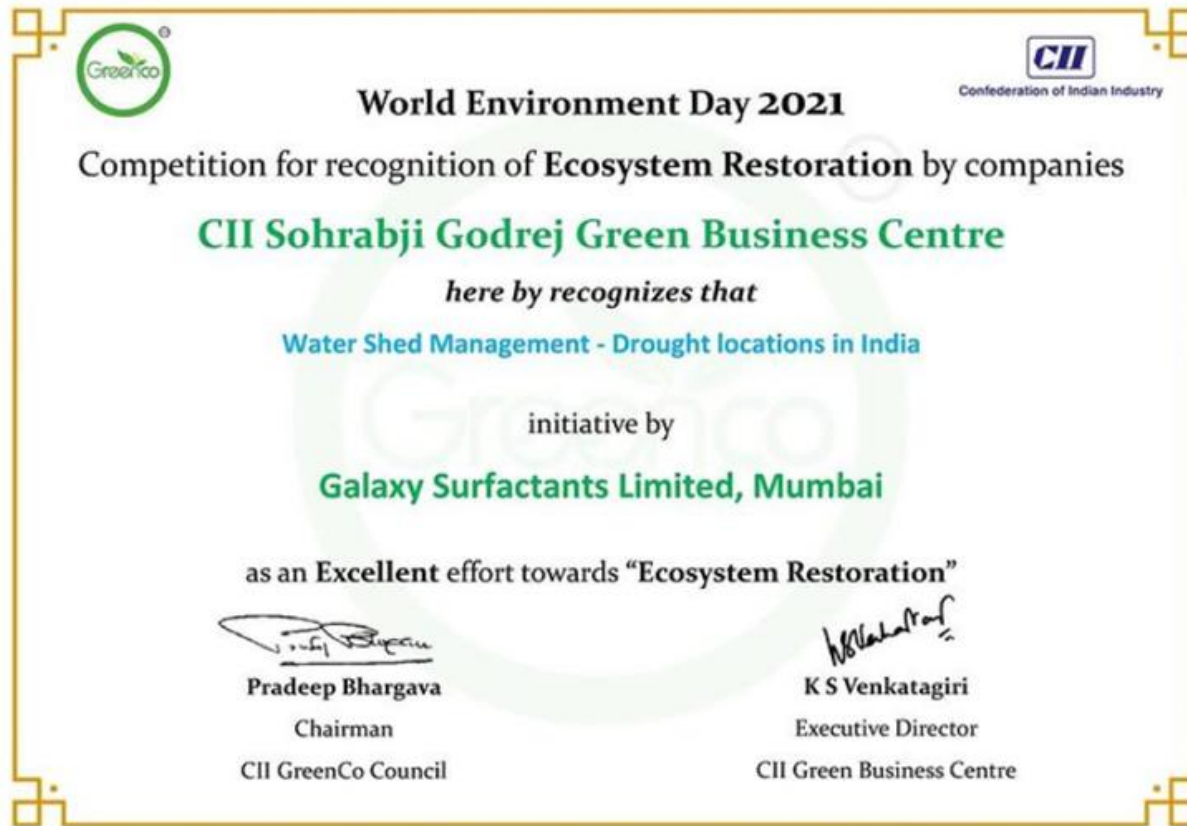 Greenco
CII
Confederation of Indian Industry
World Environment Day 2021
Competition for recognition of Ecosystem Restoration by companies
CII Sohrabji Godrej Green Business Centre
here by recognizes that
Water Shed Management - Drought locations in India
initiative by
Greenco
Galaxy Surfactants Limited, Mumbai
as an Excellent effort towards “Ecosystem Restoration”
Pradeep Bhargava
K S Venkatagiri
Chairman
Executive Director
CII GreenCo Council
CII Green Business Centre